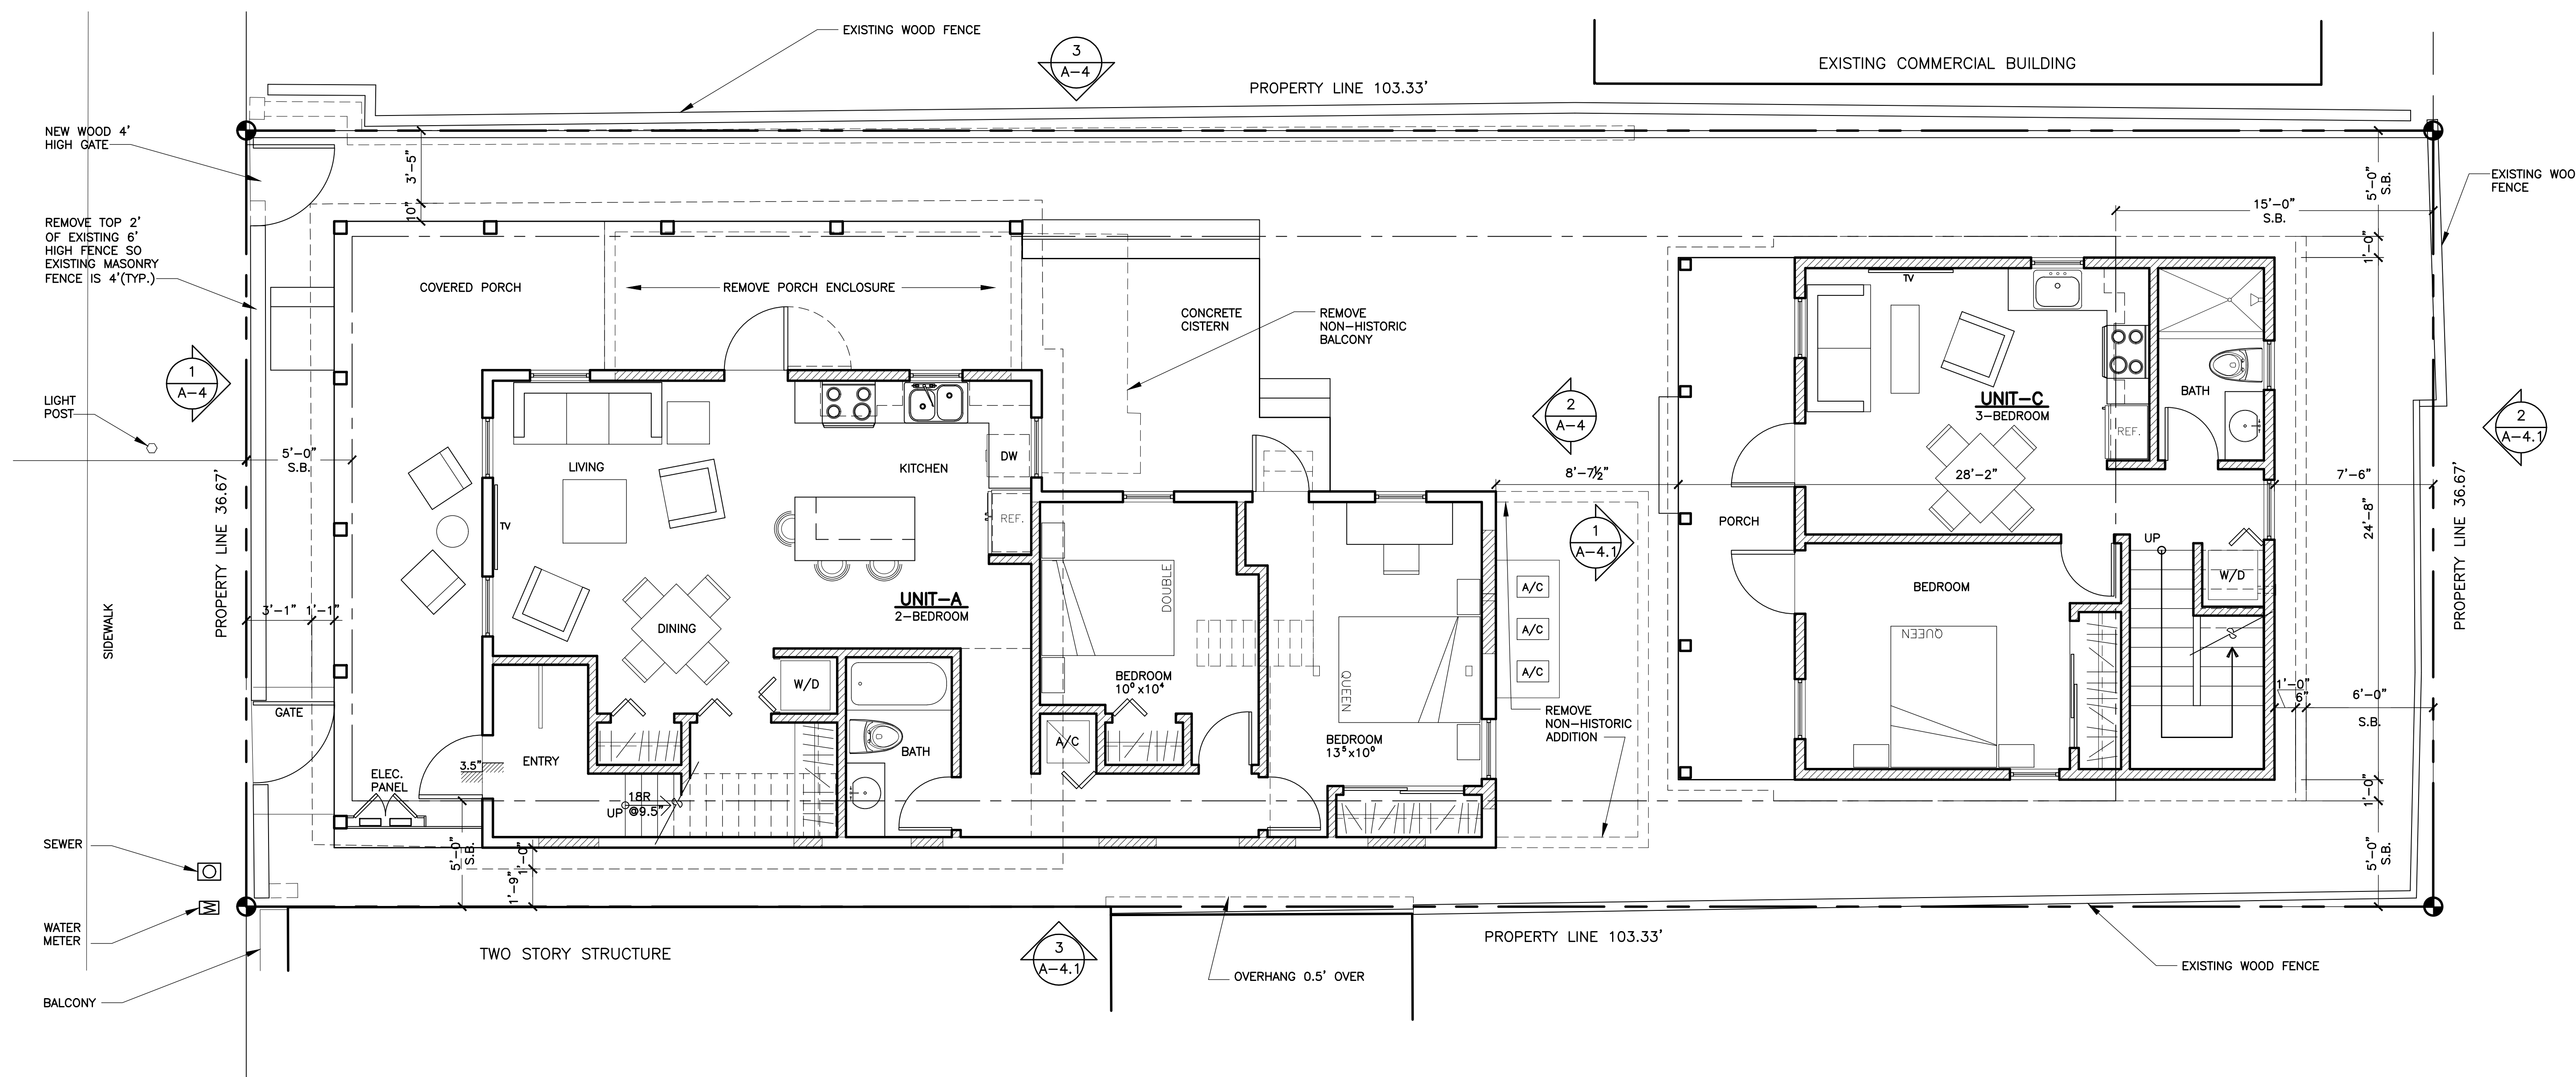 EXISTING WOOD FENCE
3
A-4
EXISTING COMMERCIAL BUILDING
PROPERTY LINE 103.33'
NEW WOOD 4'
HIGH GATE
3'-5"
10"
5'-0"
S.B.
EXISTING WOO
FENCE
15'-0"
S.B.
1'-0"
REMOVE TOP 2'
OF EXISTING 6'
HIGH FENCE SO
EXISTING MASONRY
FENCE IS 4'(TYP.)
COVERED PORCH
REMOVE PORCH ENCLOSURE
CONCRETE
CISTERN
REMOVE
NON-HISTORIC
BALCONY
TV
1
A-4
LIGHT
POST
UNIT-C
3-BEDROOM
BATH
REF.
2
A-4
2
A-4.1
5'-0"
S.B.
LIVING
KITCHEN
DW
REF.
TV
8'-7½"
28'-2"
7'-6"
PROPERTY LINE 36.67'
PORCH
24'-8"
PROPERTY LINE 36.67'
1
A-4.1
UP
W/D
BEDROOM
QUEEN
A/C
A/C
A/C
DOUBLE
UNIT-A
2-BEDROOM
DINING
3'-1"
1'-1"
SIDEWALK
W/D
BEDROOM
10⁰x10⁴
QUEEN
BEDROOM
13⁵x10⁰
REMOVE
NON-HISTORIC
ADDITION
1'-0"
6"
6'-0"
S.B.
GATE
ENTRY
3.5"
ELEC.
PANEL
BATH
A/C
18R
UP @9.5"
5'-0"
S.B.
1'-0"
1'-9"
1'-0"
5'-0"
S.B.
SEWER
WATER
METER
W
BALCONY
TWO STORY STRUCTURE
3
A-4.1
OVERHANG 0.5' OVER
PROPERTY LINE 103.33'
EXISTING WOOD FENCE